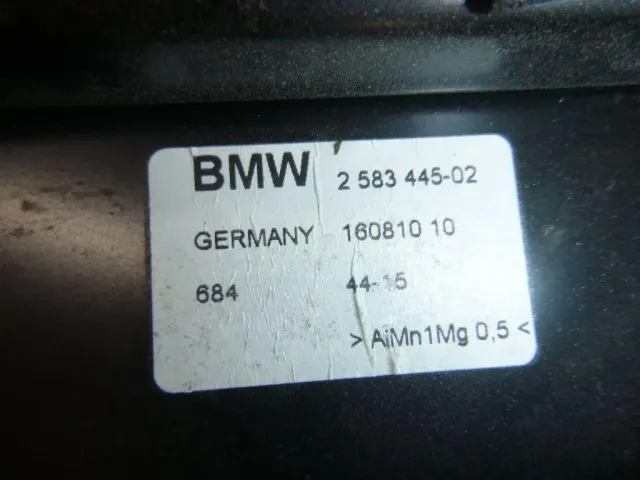 BMW 2 583 445-02
GERMANY 160810 10
684 44-15
> AlMn1Mg 0,5 <